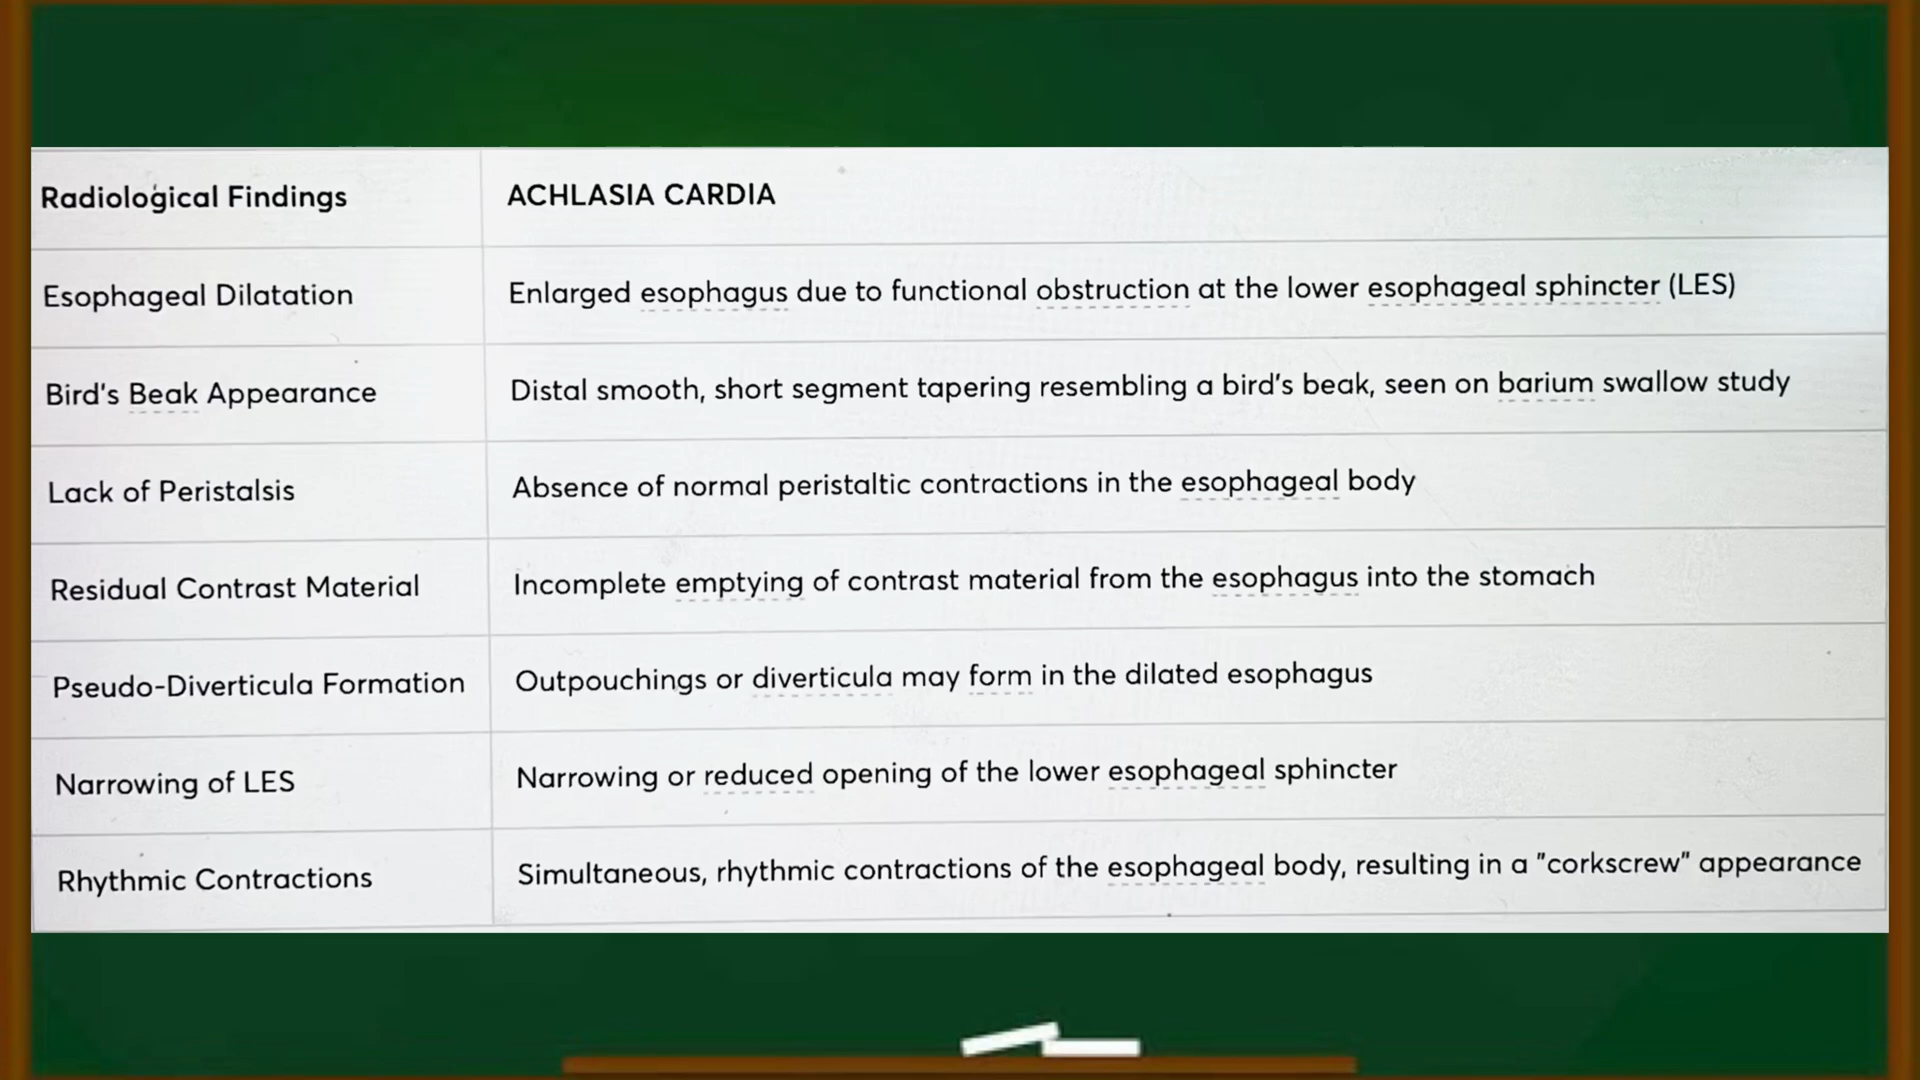 Radiological Findings
ACHLASIA CARDIA
Esophageal Dilatation
Enlarged esophagus due to functional obstruction at the lower esophageal sphincter (LES)
Bird's Beak Appearance
Distal smooth, short segment tapering resembling a bird's beak, seen on barium swallow study
Lack of Peristalsis
Absence of normal peristaltic contractions in the esophageal body
Residual Contrast Material
Incomplete emptying of contrast material from the esophagus into the stomach
Pseudo-Diverticula Formation
Outpouchings or diverticula may form in the dilated esophagus
Narrowing of LES
Narrowing or reduced opening of the lower esophageal sphincter
Rhythmic Contractions
Simultaneous, rhythmic contractions of the esophageal body, resulting in a "corkscrew" appearance